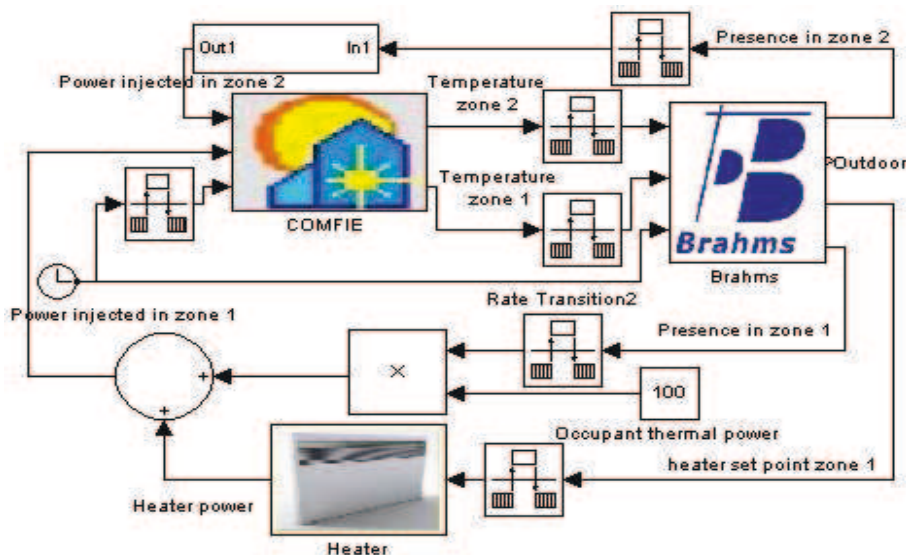 Presence in zone 2
Out1
In1
Power injected in zone 2
Temperature
zone 2
>Outdoor
Temperature
zone 1
COMFIE
Brahms
Brahms
Rate Transition2
Power injected in zone 1
Presence in zone 1
+
×
100
+
Occupant thermal power
heater set point zone 1
Heater power
Heater